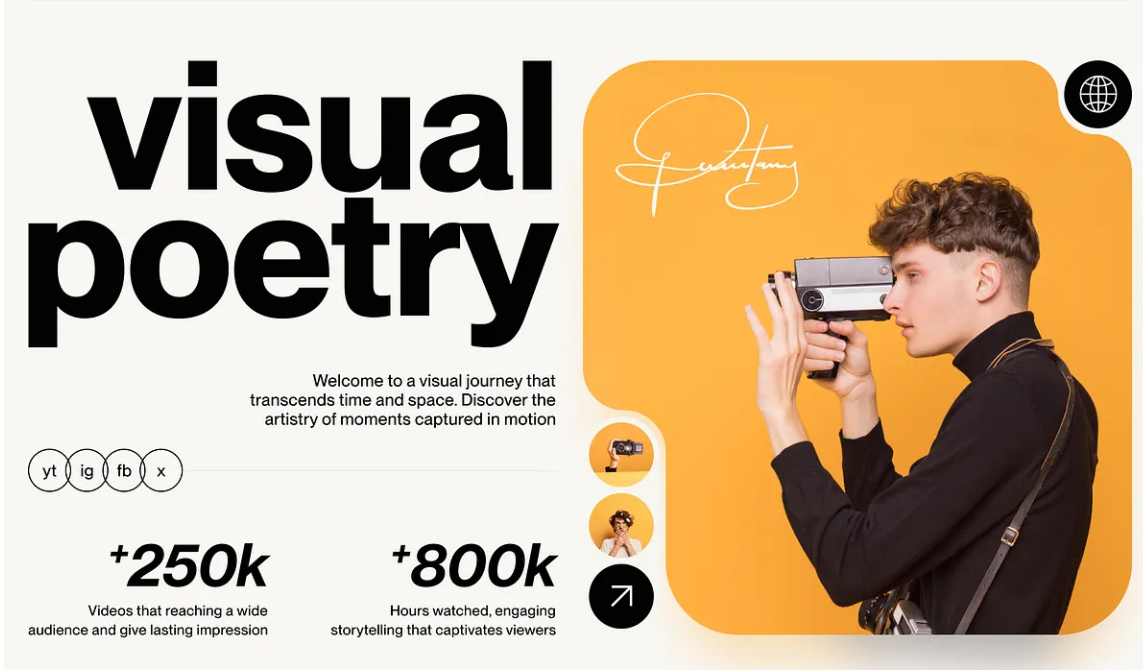 visual
poetry
Welcome to a visual journey that
transcends time and space. Discover the
artistry of moments captured in motion
yt ig fb x
+250k
Videos that reaching a wide
audience and give lasting impression
+800k
Hours watched, engaging
storytelling that captivates viewers